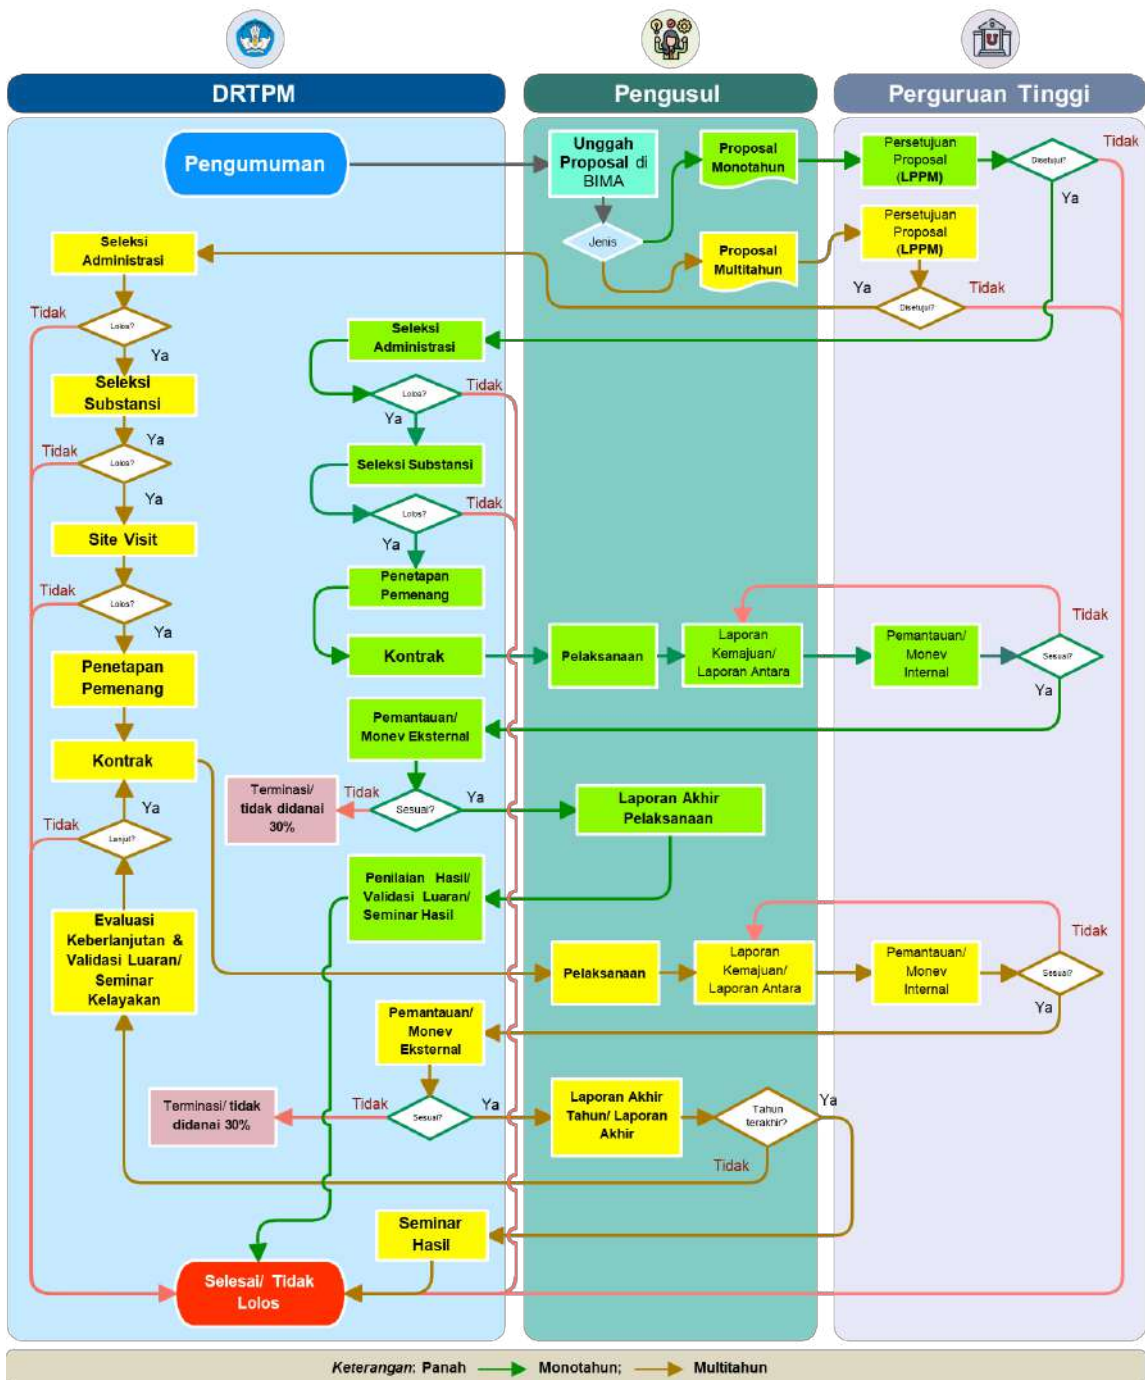 DRTPM
Pengusul
Perguruan Tinggi
Pengumuman
Unggah
Proposal di
BIMA
Proposal
Monotahun
Persetujuan
Proposal
(LPPM)
Disetujui?
Tidak
Ya
Jenis
Proposal
Multitahun
Persetujuan
Proposal
(LPPM)
Ya
Disetujui?
Tidak
Seleksi
Administrasi
Tidak
Lolos?
Ya
Seleksi
Administrasi
Lolos?
Tidak
Ya
Seleksi
Substansi
Ya
Tidak
Lolos?
Ya
Seleksi Substansi
Lolos?
Tidak
Ya
Site Visit
Tidak
Lolos?
Ya
Penetapan
Pemenang
Penetapan
Pemenang
Kontrak
Pelaksanaan
Laporan
Kemajuan/
Laporan Antara
Pemantauan/
Monev
Internal
Sesuai?
Tidak
Ya
Pemantauan/
Monev Eksternal
Kontrak
Ya
Tidak
Lanjut?
Terminasi/
tidak didanai
30%
Tidak
Sesuai?
Ya
Laporan Akhir
Pelaksanaan
Penilaian Hasil/
Validasi Luaran/
Seminar Hasil
Evaluasi
Keberlanjutan &
Validasi Luaran/
Seminar
Kelayakan
Pelaksanaan
Laporan
Kemajuan/
Laporan Antara
Pemantauan/
Monev
Internal
Sesuai?
Tidak
Ya
Pemantauan/
Monev
Eksternal
Terminasi/ tidak
didanai 30%
Tidak
Sesuai?
Ya
Laporan Akhir
Tahun/ Laporan
Akhir
Tahun
terakhir?
Ya
Tidak
Seminar
Hasil
Selesai/ Tidak
Lolos
Keterangan: Panah Monotahun; Multitahun